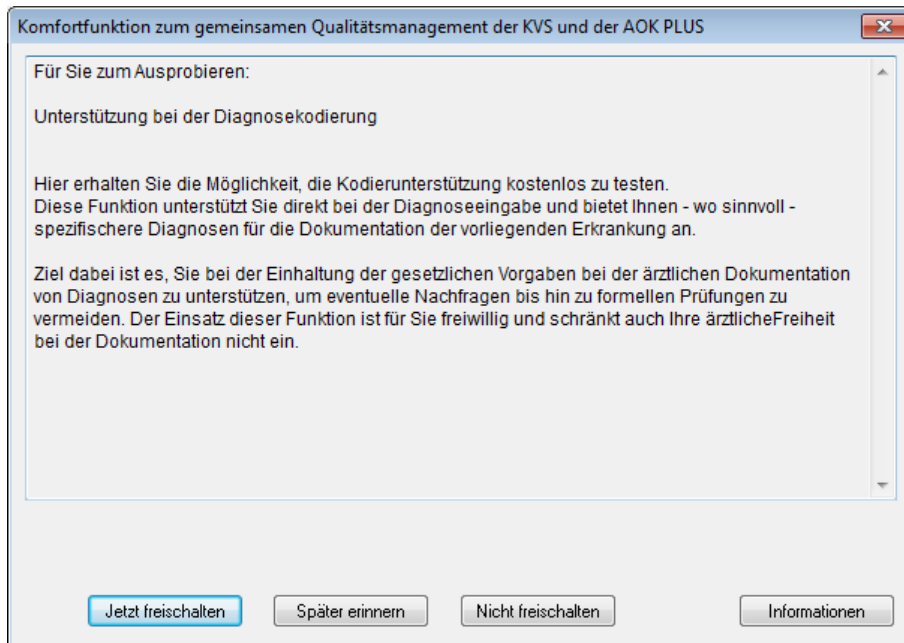 Komfortfunktion zum gemeinsamen Qualitätsmanagement der KVS und der AOK PLUS
Für Sie zum Ausprobieren:
Unterstützung bei der Diagnosekodierung
Hier erhalten Sie die Möglichkeit, die Kodierunterstützung kostenlos zu testen.
Diese Funktion unterstützt Sie direkt bei der Diagnoseeingabe und bietet Ihnen - wo sinnvoll -
spezifischere Diagnosen für die Dokumentation der vorliegenden Erkrankung an.
Ziel dabei ist es, Sie bei der Einhaltung der gesetzlichen Vorgaben bei der ärztlichen Dokumentation
von Diagnosen zu unterstützen, um eventuelle Nachfragen bis hin zu formellen Prüfungen zu
vermeiden. Der Einsatz dieser Funktion ist für Sie freiwillig und schränkt auch Ihre ärztlicheFreiheit
bei der Dokumentation nicht ein.
Jetzt freischalten Später erinnern Nicht freischalten Informationen